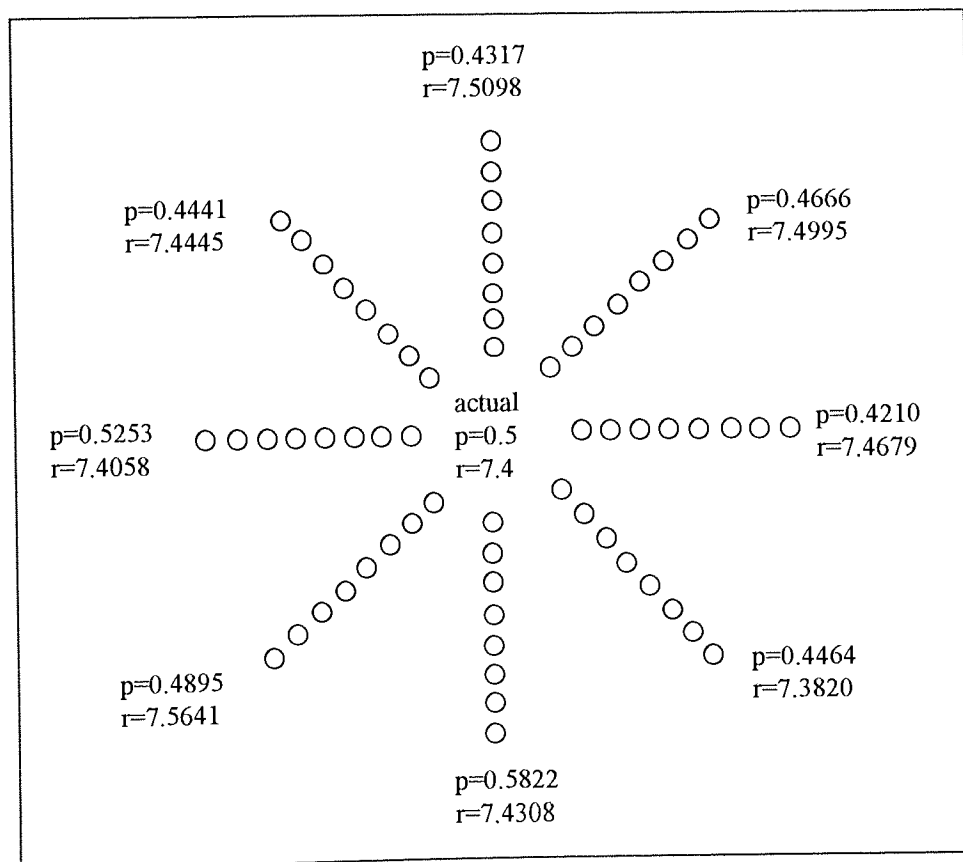 p=0.4317
r=7.5098
p=0.4441
r=7.4445
p=0.4666
r=7.4995
actual
p=0.5
r=7.4
p=0.5253
r=7.4058
p=0.4210
r=7.4679
p=0.4895
r=7.5641
p=0.4464
r=7.3820
p=0.5822
r=7.4308